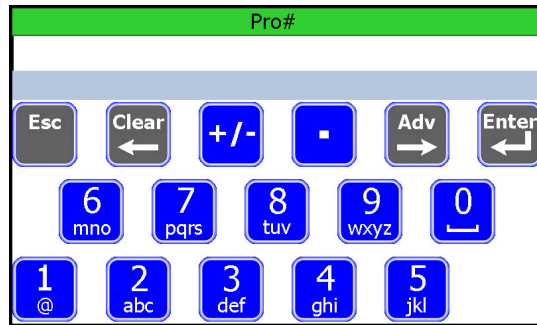 Pro#
Esc Clear +/- . Adv Enter
6 7 8 9 0
mno pqrs tuv wxyz
1 2 3 4 5
@ abc def ghi jkl